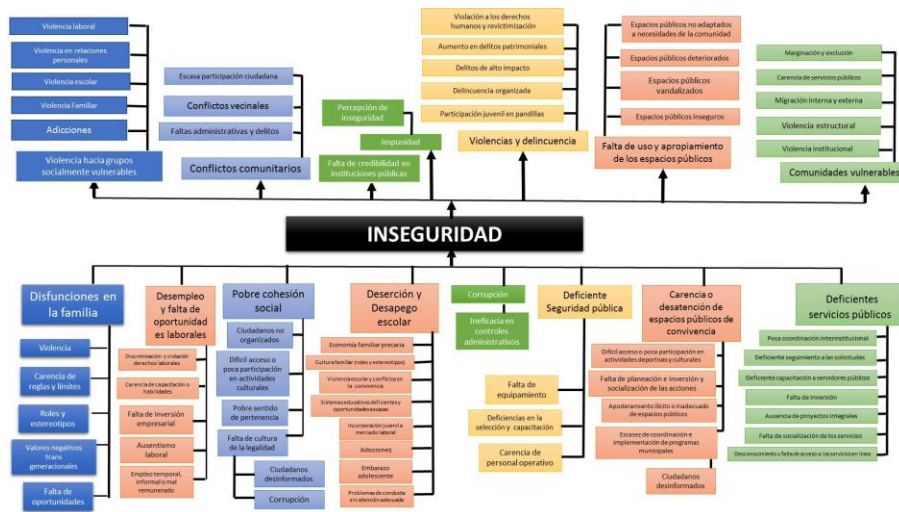 Violencia laboral
Violencia en relaciones
personales
Violencia escolar
Violencia Familiar
Adicciones
Violencia hacia grupos
socialmente vulnerables
Escasa participación ciudadana
Conflictos vecinales
Faltas administrativas y delitos
Conflictos comunitarios
Percepción de
inseguridad
Impunidad
Falta de credibilidad en
instituciones públicas
Violación a los derechos
humanos y revictimización
Aumento en delitos patrimoniales
Delitos de alto impacto
Delincuencia organizada
Participación juvenil en pandillas
Violencias y delincuencia
Espacios públicos no adaptados
a necesidades de la comunidad
Espacios públicos deteriorados
Espacios públicos
vandalizados
Espacios públicos inseguros
Falta de uso y apropiamiento
de los espacios públicos
Marginación y exclusión
Carencia de servicios públicos
Migración Interna y externa
Violencia estructural
Violencia institucional
Comunidades vulnerables
INSEGURIDAD
Disfunciones en
la familia
Violencia
Carencia de
reglas y límites
Roles y
estereotipos
Valores negativos
trans
generacionales
Falta de
oportunidades
Desempleo
y falta de
oportunidad
es laborales
Discriminación y violación
derechos laborales
Carencia de capacitación o
habilidades
Falta de inversión
empresarial
Ausentismo
laboral
Empleo temporal,
informal o mal
remunerado
Pobre cohesión
social
Ciudadanos no
organizados
Difícil acceso o
poca participación
en actividades
culturales
Pobre sentido
de pertenencia
Falta de cultura
de la legalidad
Ciudadanos
desinformados
Corrupción
Deserción y
Desapego
escolar
Economía familiar precaria
Cultura familiar (roles y estereotipos)
Violencia escolar y conflictos en la
convivencia
Sistemas educativos deficientes y
oportunidades escasas
Incorporación juvenil a
mercado laboral
Adicciones
Embarazo
adolescente
Problemas de conducta
sin atención adecuada
Corrupción
Ineficacia en
controles
administrativos
Deficiente
Seguridad pública
Falta de
equipamiento
Deficiencias en la
selección y capacitación
Carencia de
personal operativo
Carencia o
desatención de
espacios públicos de
convivencia
Difícil acceso o poca participación en
actividades deportivas y culturales
Falta de planeación e inversión y
socialización de las acciones
Apoderamiento ilícito o inadecuado
de espacios públicos
Escasez de coordinación e
implementación de programas
municipales
Ciudadanos
desinformados
Deficientes
servicios públicos
Poca coordinación interinstitucional
Deficiente seguimiento a las solicitudes
Deficiente capacitación a servidores públicos
Falta de inversión
Ausencia de proyectos integrales
Falta de socialización de los servicios
Desconocimiento y falta de acceso a los servicios en línea